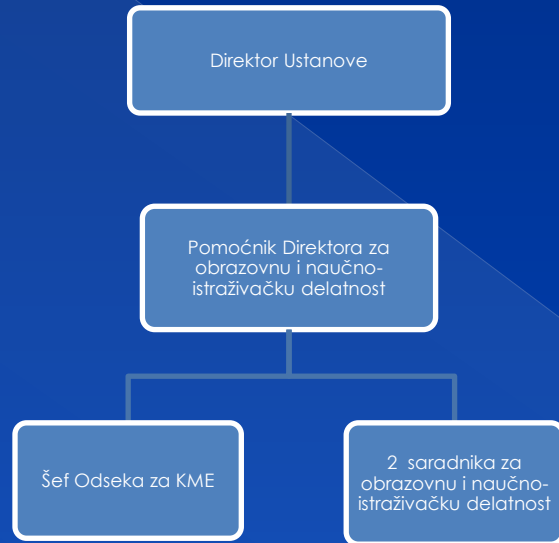 Direktor Ustanove
Pomoćnik Direktora za
obrazovnu i naučno-
istraživačku delatnost
Šef Odseka za KME
2 saradnika za
obrazovnu i naučno-
istraživačku delatnost